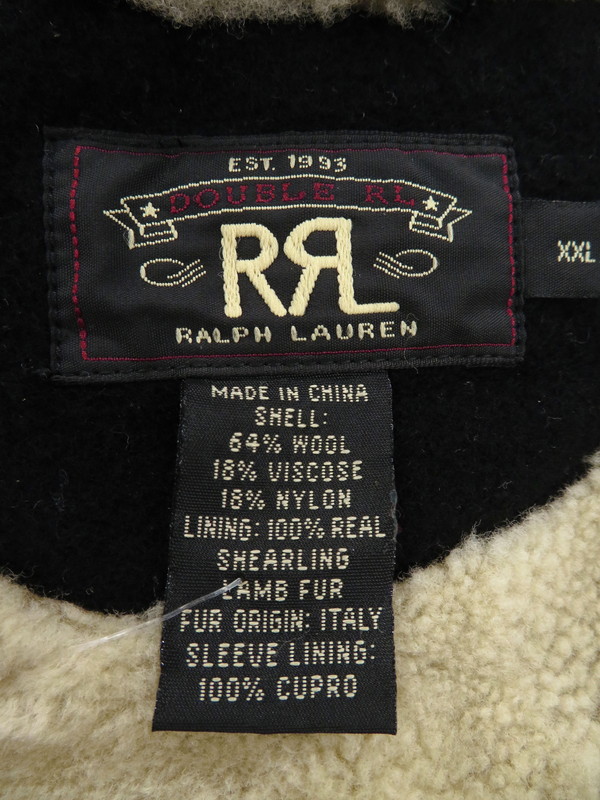 EST. 1993
DOUBLE RL
RRL
RALPH LAUREN
XXL
MADE IN CHINA
SHELL:
64% WOOL
18% VISCOSE
18% NYLON
LINING: 100% REAL
SHEARLING
LAMB FUR
FUR ORIGIN: ITALY
SLEEVE LINING:
100% CUPRO